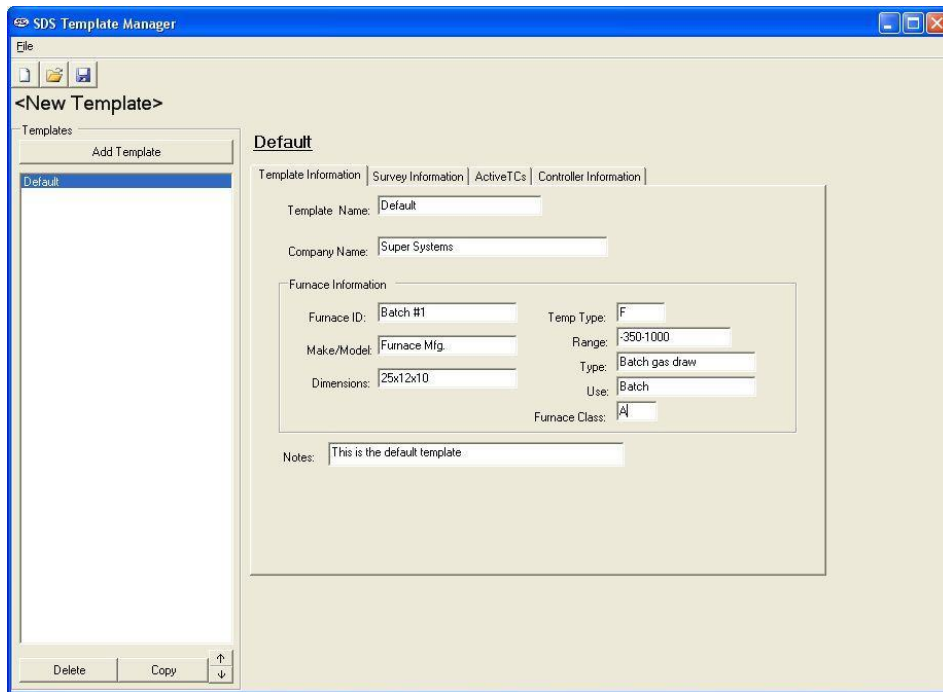 SDS Template Manager
File
<New Template>
Templates
Add Template
Default
Delete
Copy
Default
Template Information
Survey Information
ActiveTCs
Controller Information
Template Name: Default
Company Name: Super Systems
Furnace Information
Furnace ID: Batch #1
Make/Model: Furnace Mfg.
Dimensions: 25x12x10
Temp Type: F
Range: -350-1000
Type: Batch gas draw
Use: Batch
Furnace Class: A
Notes: This is the default template